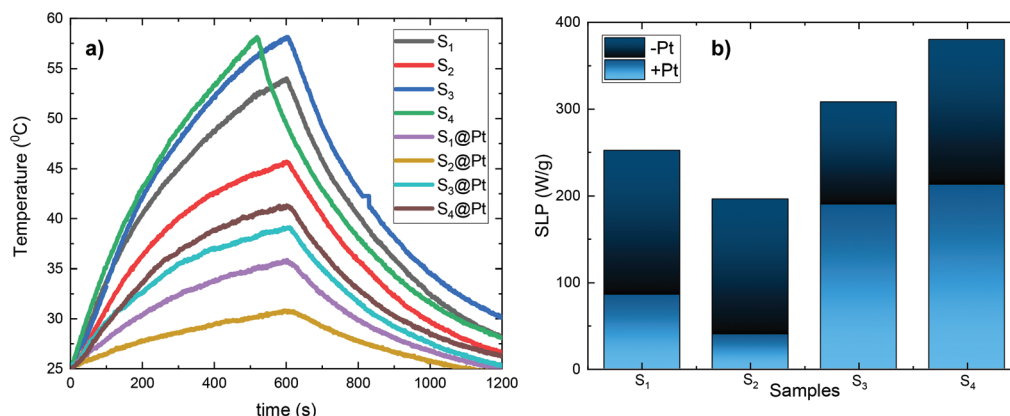 a)
60
55
50
45
40
35
30
25
Temperature (⁰C)
0
200
400
600
800
1000
1200
time (s)
S₁
S₂
S₃
S₄
S₁@Pt
S₂@Pt
S₃@Pt
S₄@Pt
b)
400
300
200
100
0
SLP (W/g)
-Pt
+Pt
S₁
S₂
S₃
S₄
Samples